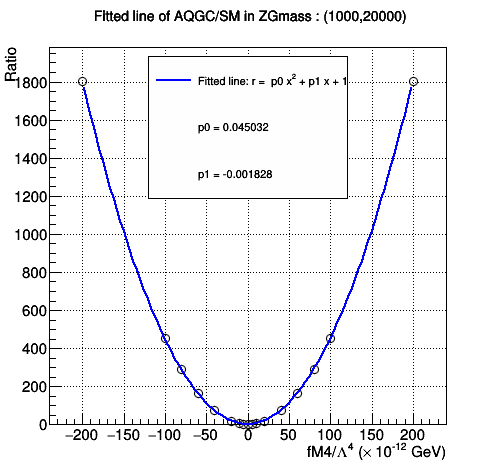 FItted line of AQGC/SM in ZGmass : (1000,20000)
Ratio
Fitted line: r = p0 x² + p1 x + 1
p0 = 0.045032
p1 = -0.001828
1800
1600
1400
1200
1000
800
600
400
200
0
−200 −150 −100 −50 0 50 100 150 200
fM4/Λ⁴ (× 10⁻¹² GeV)